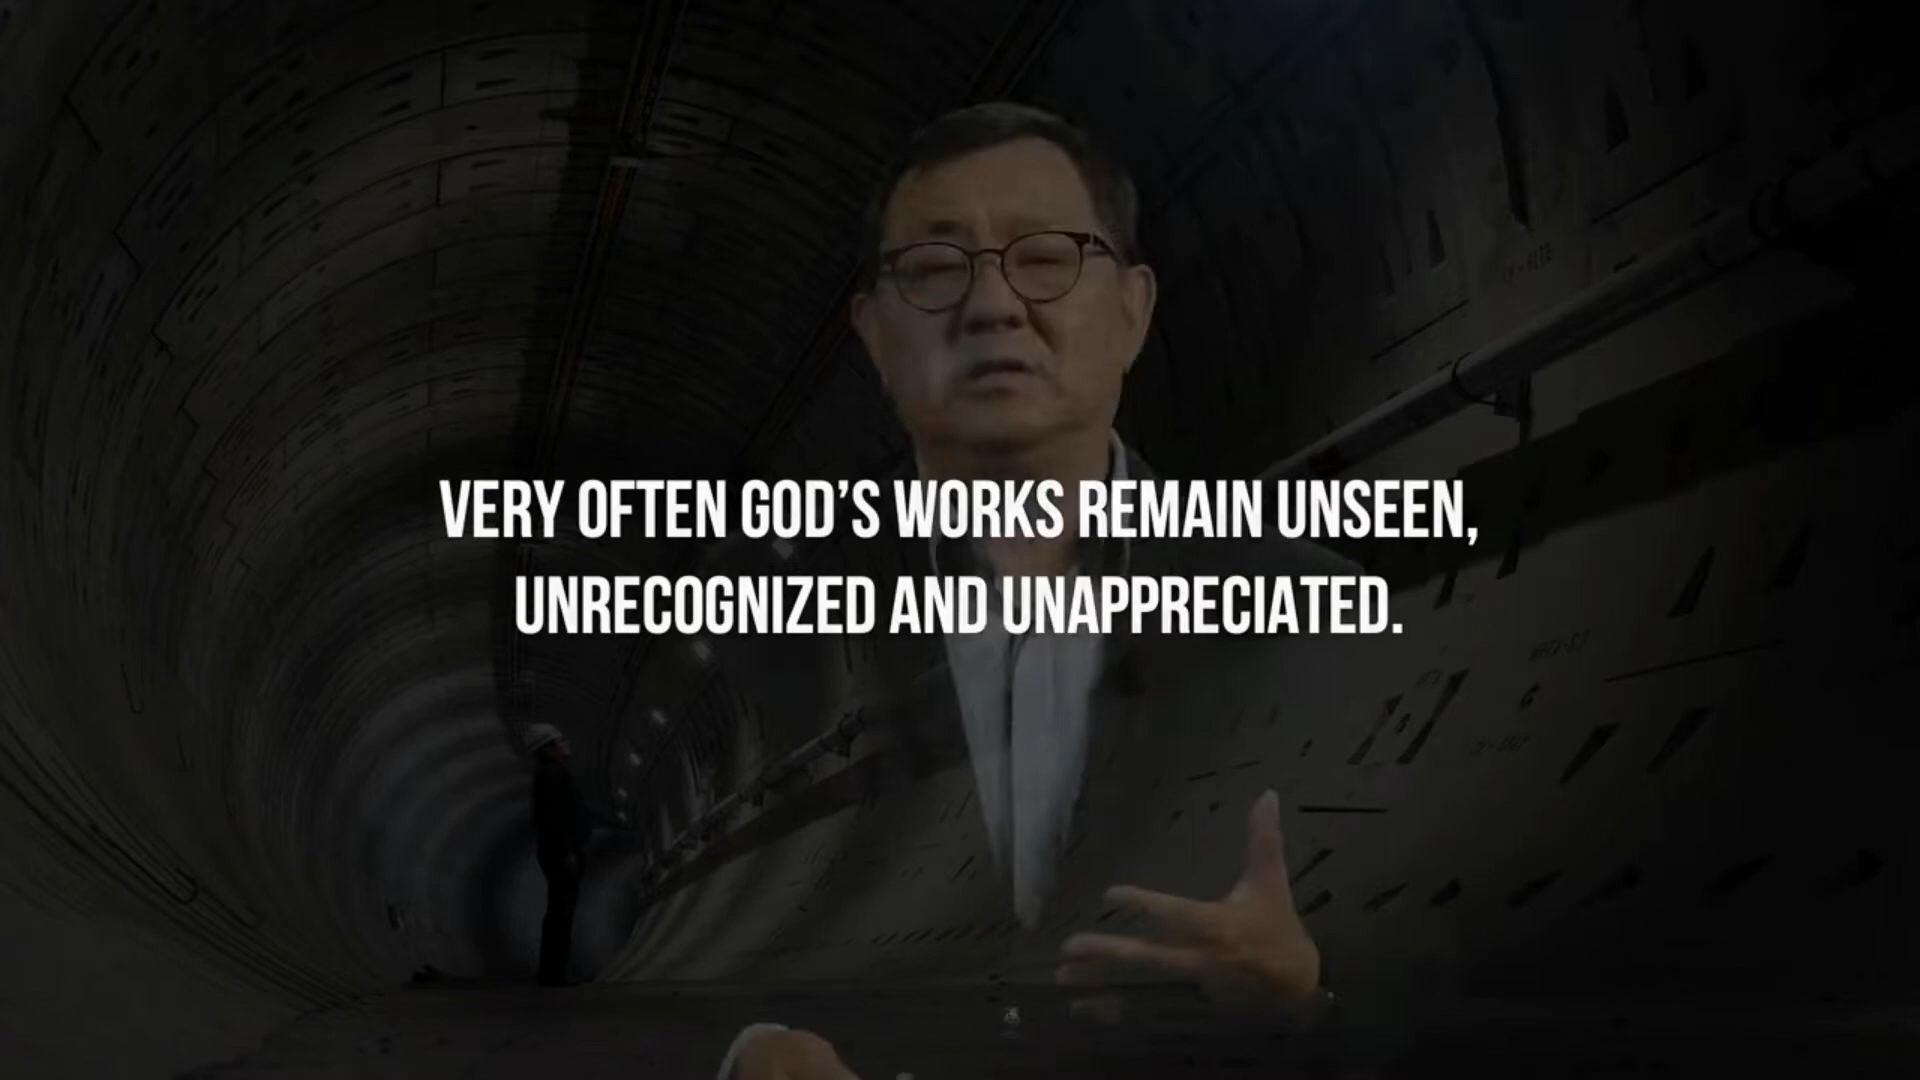 VERY OFTEN GOD’S WORKS REMAIN UNSEEN,
UNRECOGNIZED AND UNAPPRECIATED.